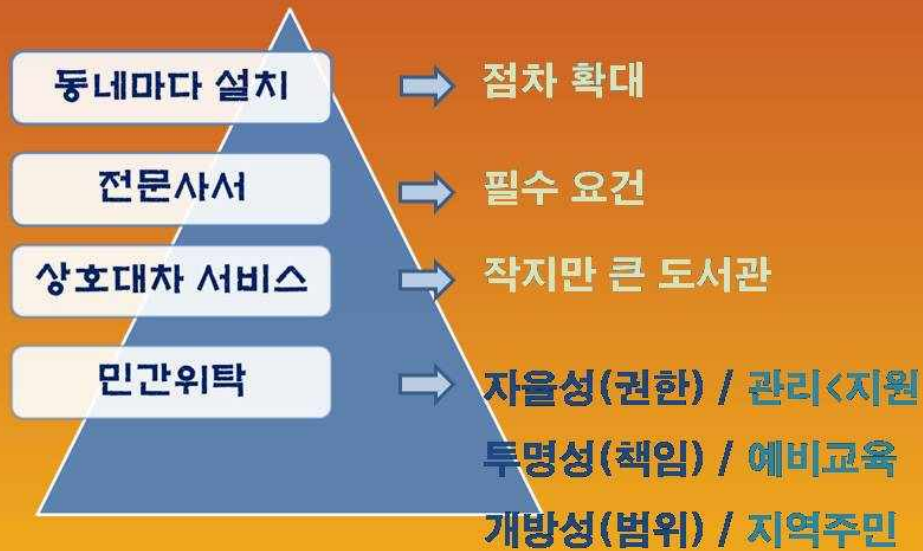 동네마다 설치 점차 확대
전문사서 필수 요건
상호대차 서비스 작지만 큰 도서관
민간위탁 자율성(권한) / 관리<지원
투명성(책임) / 예비교육
개방성(범위) / 지역주민